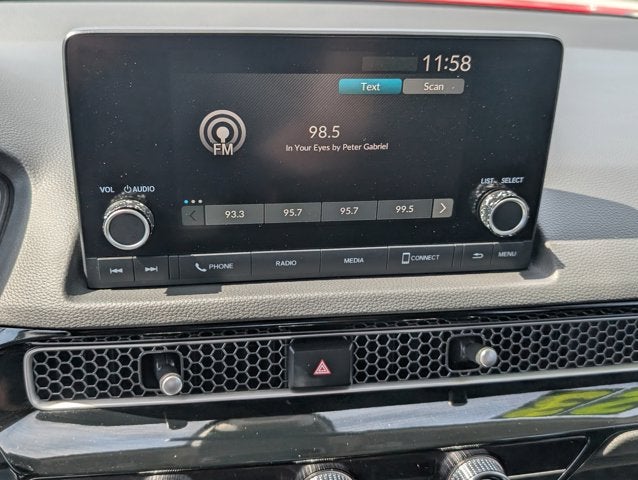 11:58
Text Scan
98.5
FM
In Your Eyes by Peter Gabriel
VOL AUDIO
LIST SELECT
93.3 95.7 95.7 99.5
PHONE RADIO MEDIA CONNECT MENU